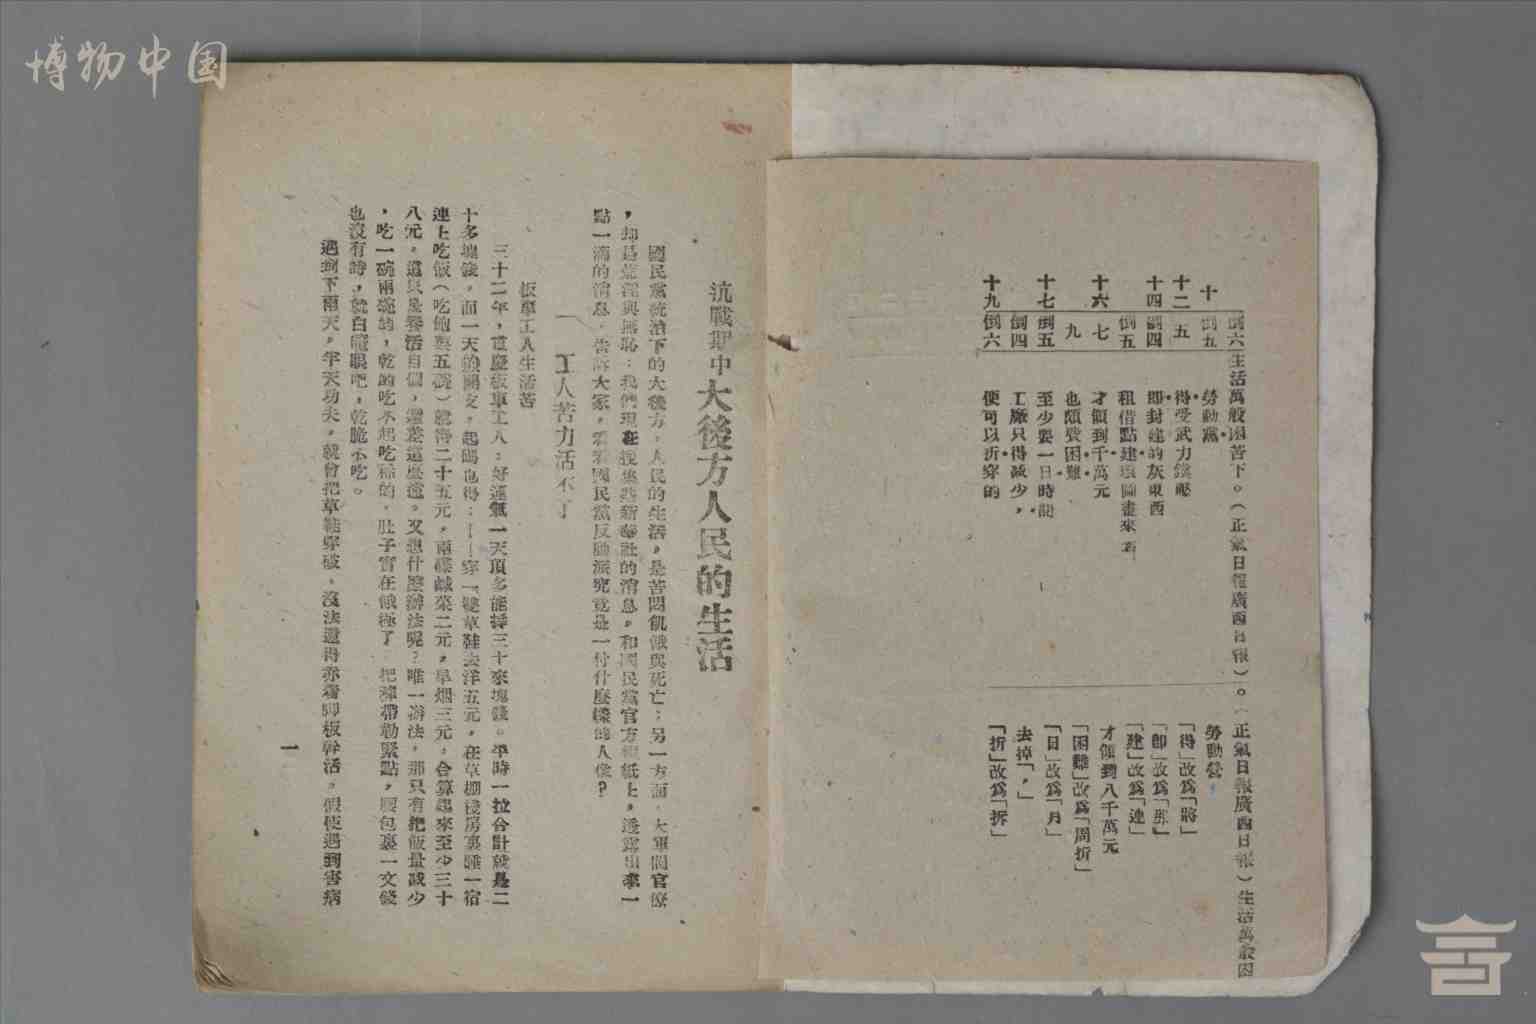 博物中国
倒六 生活萬般困苦下。（正氣日報廣西日報）。（正氣日報廣西日報）生活萬般困
十 倒五 勞動黨 勞動營，
十二 五 得受武力鎮壓 「得」改爲「將」
十四 倒四 即封建的灰東西 「即」改爲「那」
倒五 租借點建環圖畫來 「建」改爲「連」
十六 七 才領到千萬元 才領到八千萬元
九 也頗費困難 「困難」改爲「周折」
十七 倒五 至少要一日時間 「日」改爲「月」
倒四 工廠只得減少， 去掉「，」
十九 倒六 便可以折穿的 「折」改爲「拆」
抗戰期中大後方人民的生活
國民黨統治下的大後方，人民的生活，是苦悶飢餓與死亡；另一方面，大軍閥官僚
，却是荒淫與無恥；我們現在搜集些新華社的消息，和國民黨官方報紙上，透露出來一
點一滴的消息，告訴大家，看看國民黨反動派究竟是一付什麼樣的人像？
一 工人苦力活不了
板車工人生活苦
三十二年，重慶板車工人：好運氣一天頂多能掙三十來塊錢。平時一拉合計就是二
十多塊錢，而一天的開支，起碼也得：——穿一雙草鞋去洋五元，在草棚後房裏睡一宿
連上吃飯（吃飽要五碗）就得二十五元，兩碟鹹菜二元，旱烟三元，合算起來至少三十
八元。這只是養活自個，還差這麼遠。又想什麼辦法呢？唯一辦法，那只有把飯量減少
，吃一碗兩碗的，乾的吃不起吃稀的，肚子實在餓極了，把褲帶勒緊點，腰包裏一文錢
也沒有時，就白瞪眼吧，乾脆不吃。
遇到下雨天，半天功夫，就會把草鞋穿破，沒法還得赤着脚板幹活。假使遇到害病
一